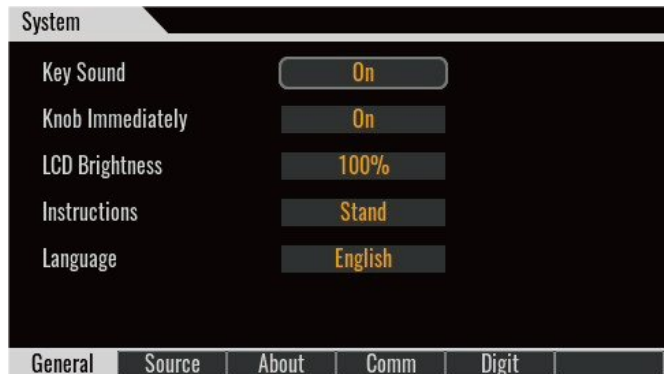 System
Key Sound On
Knob Immediately On
LCD Brightness 100%
Instructions Stand
Language English
General Source About Comm Digit